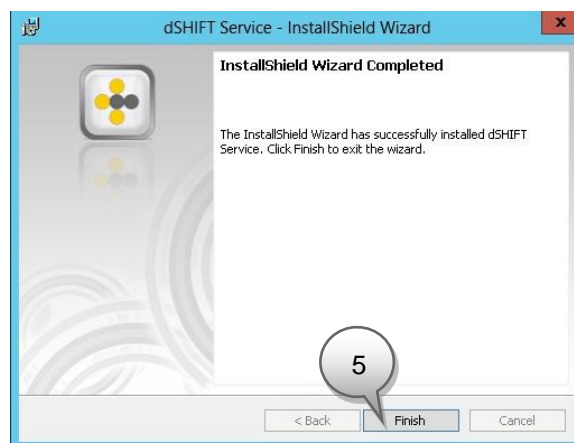 dSHIFT Service - InstallShield Wizard
x
InstallShield Wizard Completed
The InstallShield Wizard has successfully installed dSHIFT
Service. Click Finish to exit the wizard.
5
< Back Finish Cancel